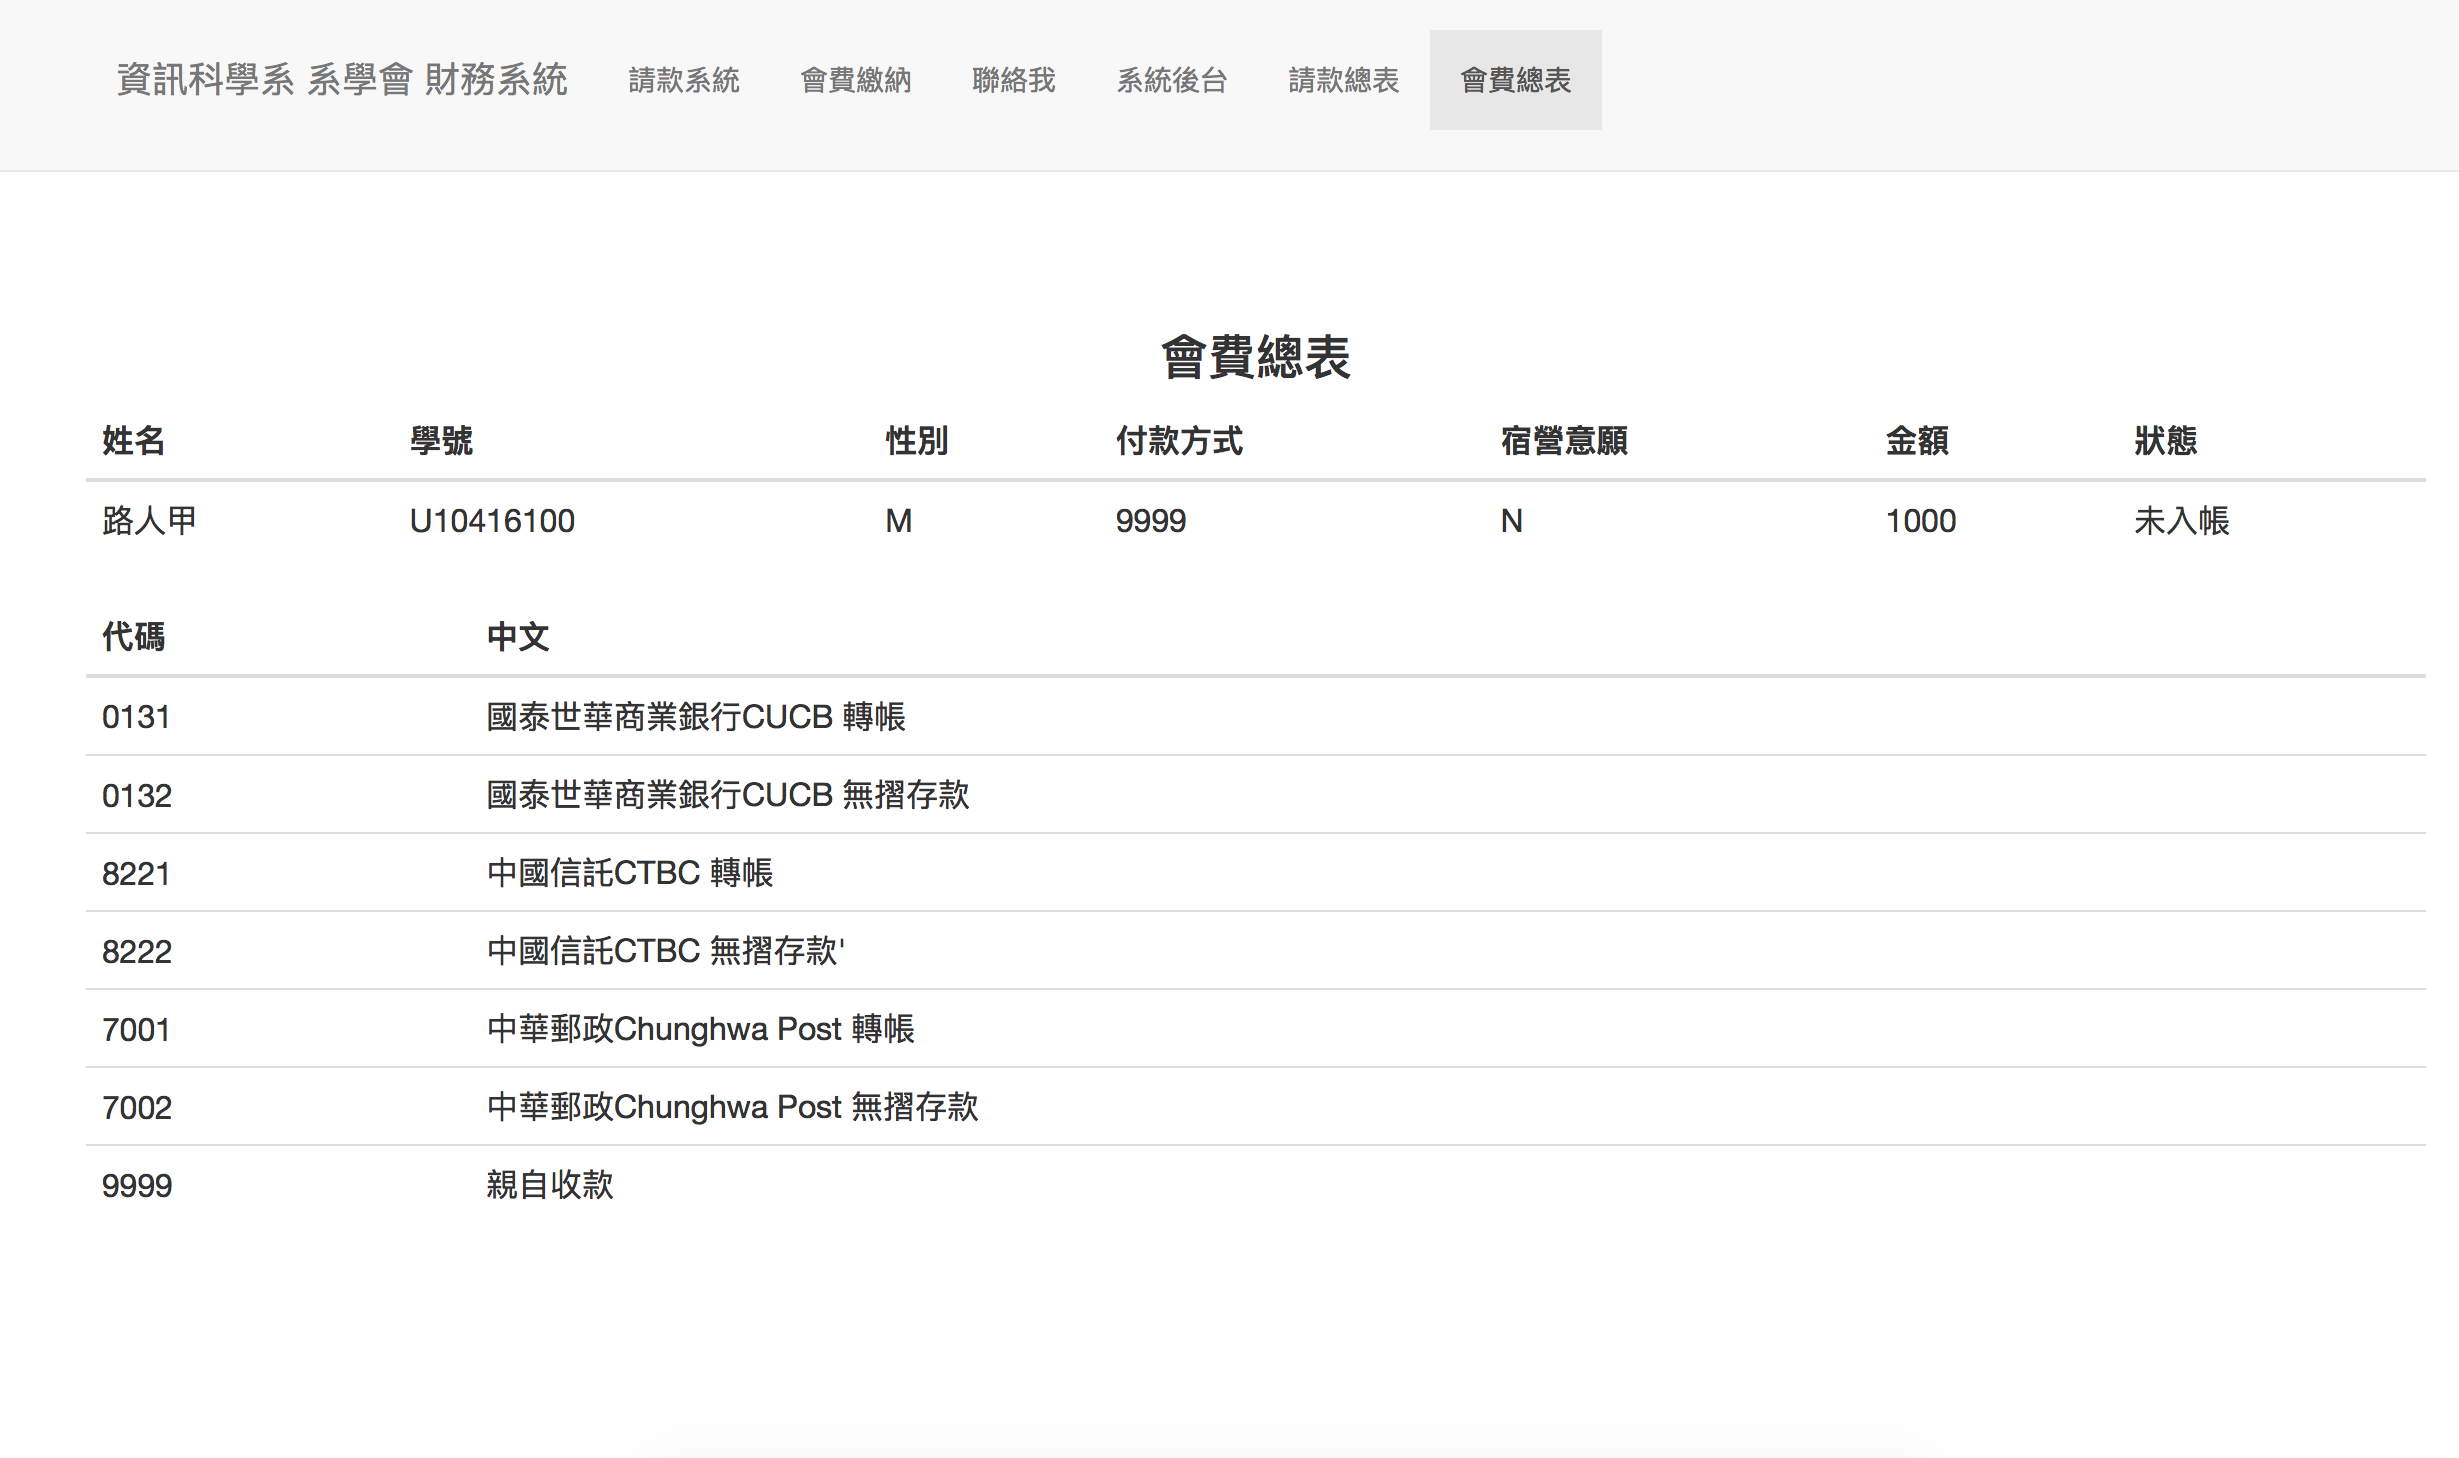 資訊科學系 系學會 財務系統 請款系統 會費繳納 聯絡我 系統後台 請款總表 會費總表
會費總表
姓名 學號 性別 付款方式 宿營意願 金額 狀態
路人甲 U10416100 M 9999 N 1000 未入帳
代碼 中文
0131 國泰世華商業銀行CUCB 轉帳
0132 國泰世華商業銀行CUCB 無摺存款
8221 中國信託CTBC 轉帳
8222 中國信託CTBC 無摺存款'
7001 中華郵政Chunghwa Post 轉帳
7002 中華郵政Chunghwa Post 無摺存款
9999 親自收款